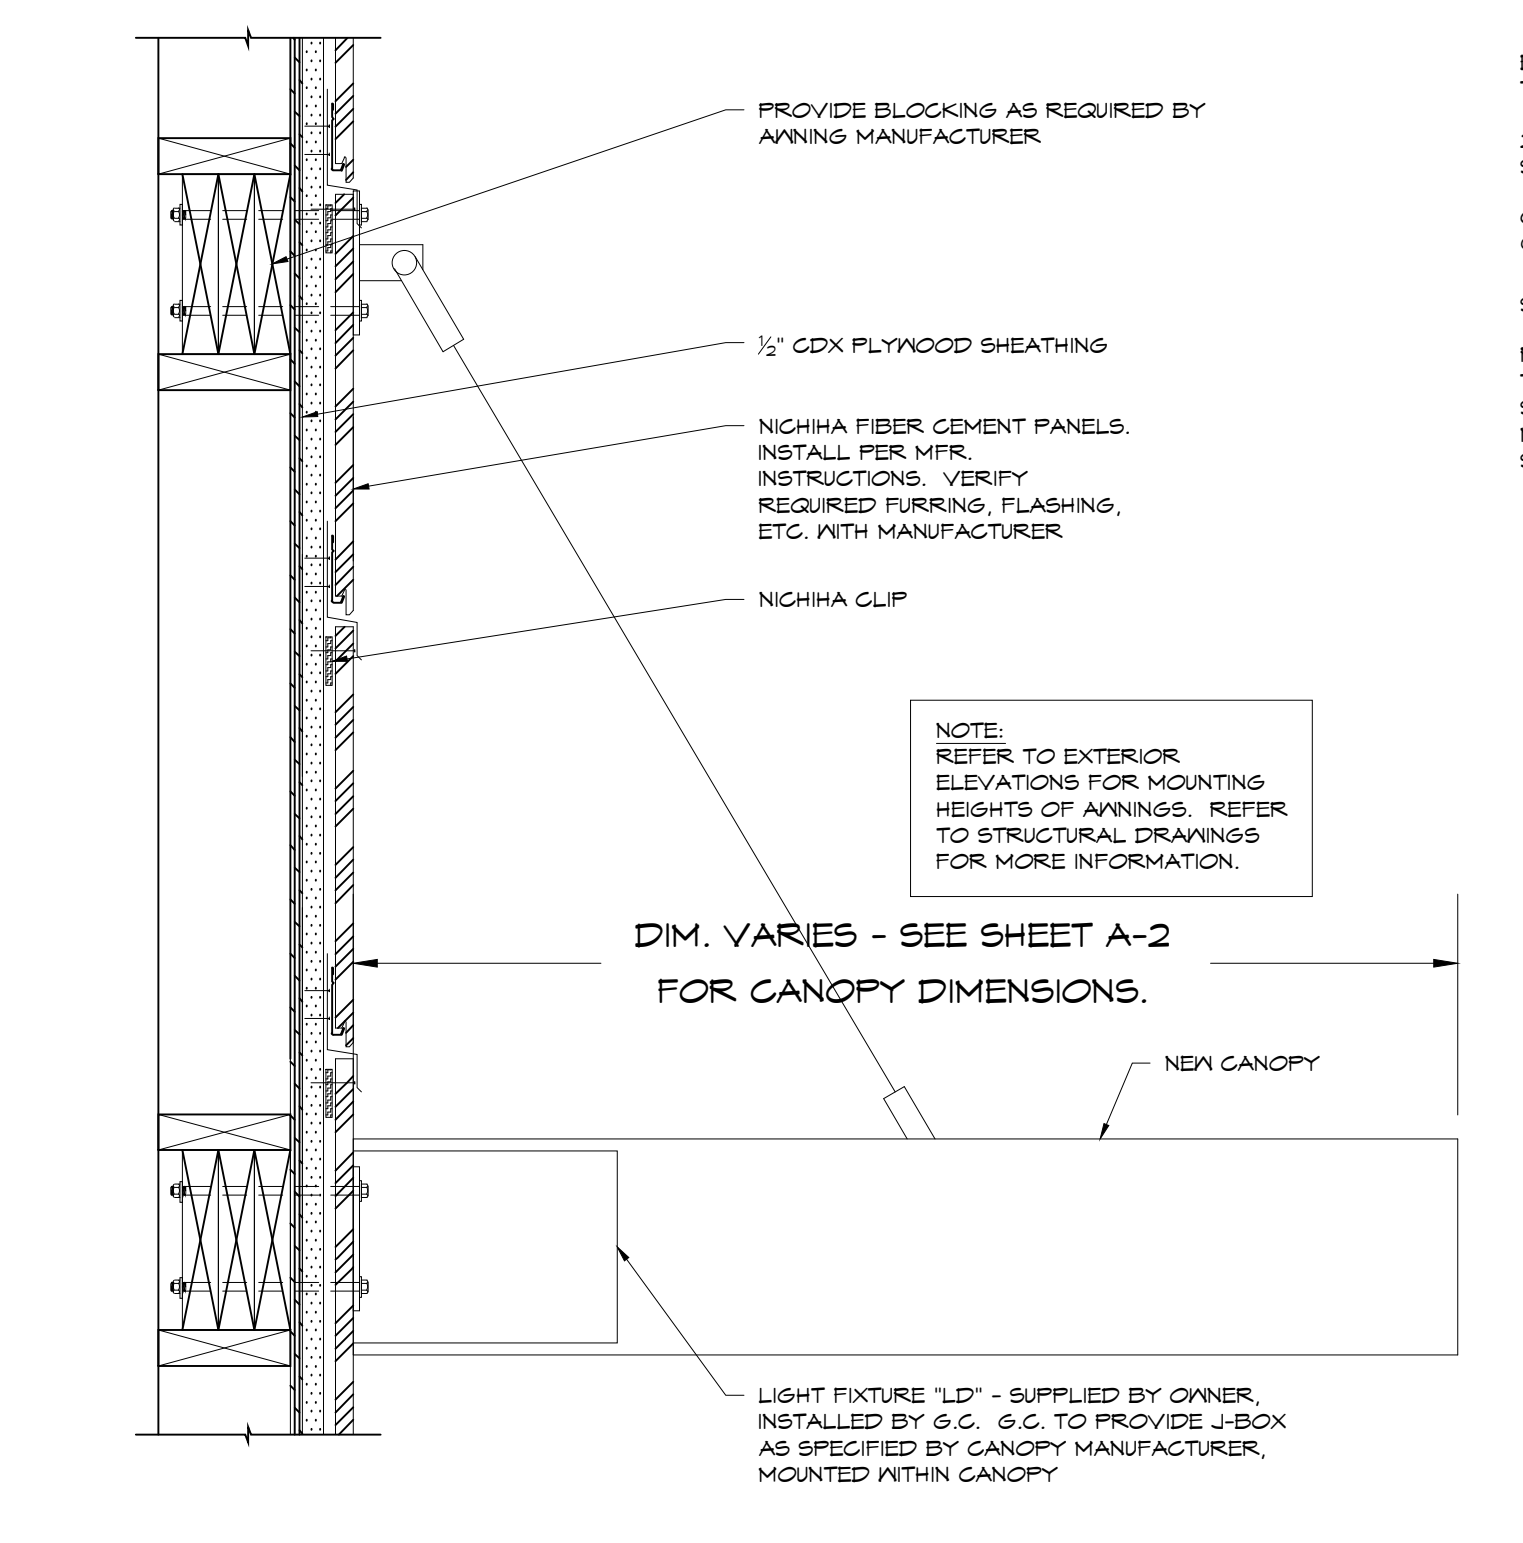 PROVIDE BLOCKING AS REQUIRED BY
AWNING MANUFACTURER
½" CDX PLYWOOD SHEATHING
NICHIHA FIBER CEMENT PANELS.
INSTALL PER MFR.
INSTRUCTIONS. VERIFY
REQUIRED FURRING, FLASHING,
ETC. WITH MANUFACTURER
NICHIHA CLIP
NOTE:
REFER TO EXTERIOR
ELEVATIONS FOR MOUNTING
HEIGHTS OF AWNINGS. REFER
TO STRUCTURAL DRAWINGS
FOR MORE INFORMATION.
DIM. VARIES - SEE SHEET A-2
FOR CANOPY DIMENSIONS.
NEW CANOPY
LIGHT FIXTURE "LD" - SUPPLIED BY OWNER,
INSTALLED BY G.C. G.C. TO PROVIDE J-BOX
AS SPECIFIED BY CANOPY MANUFACTURER,
MOUNTED WITHIN CANOPY